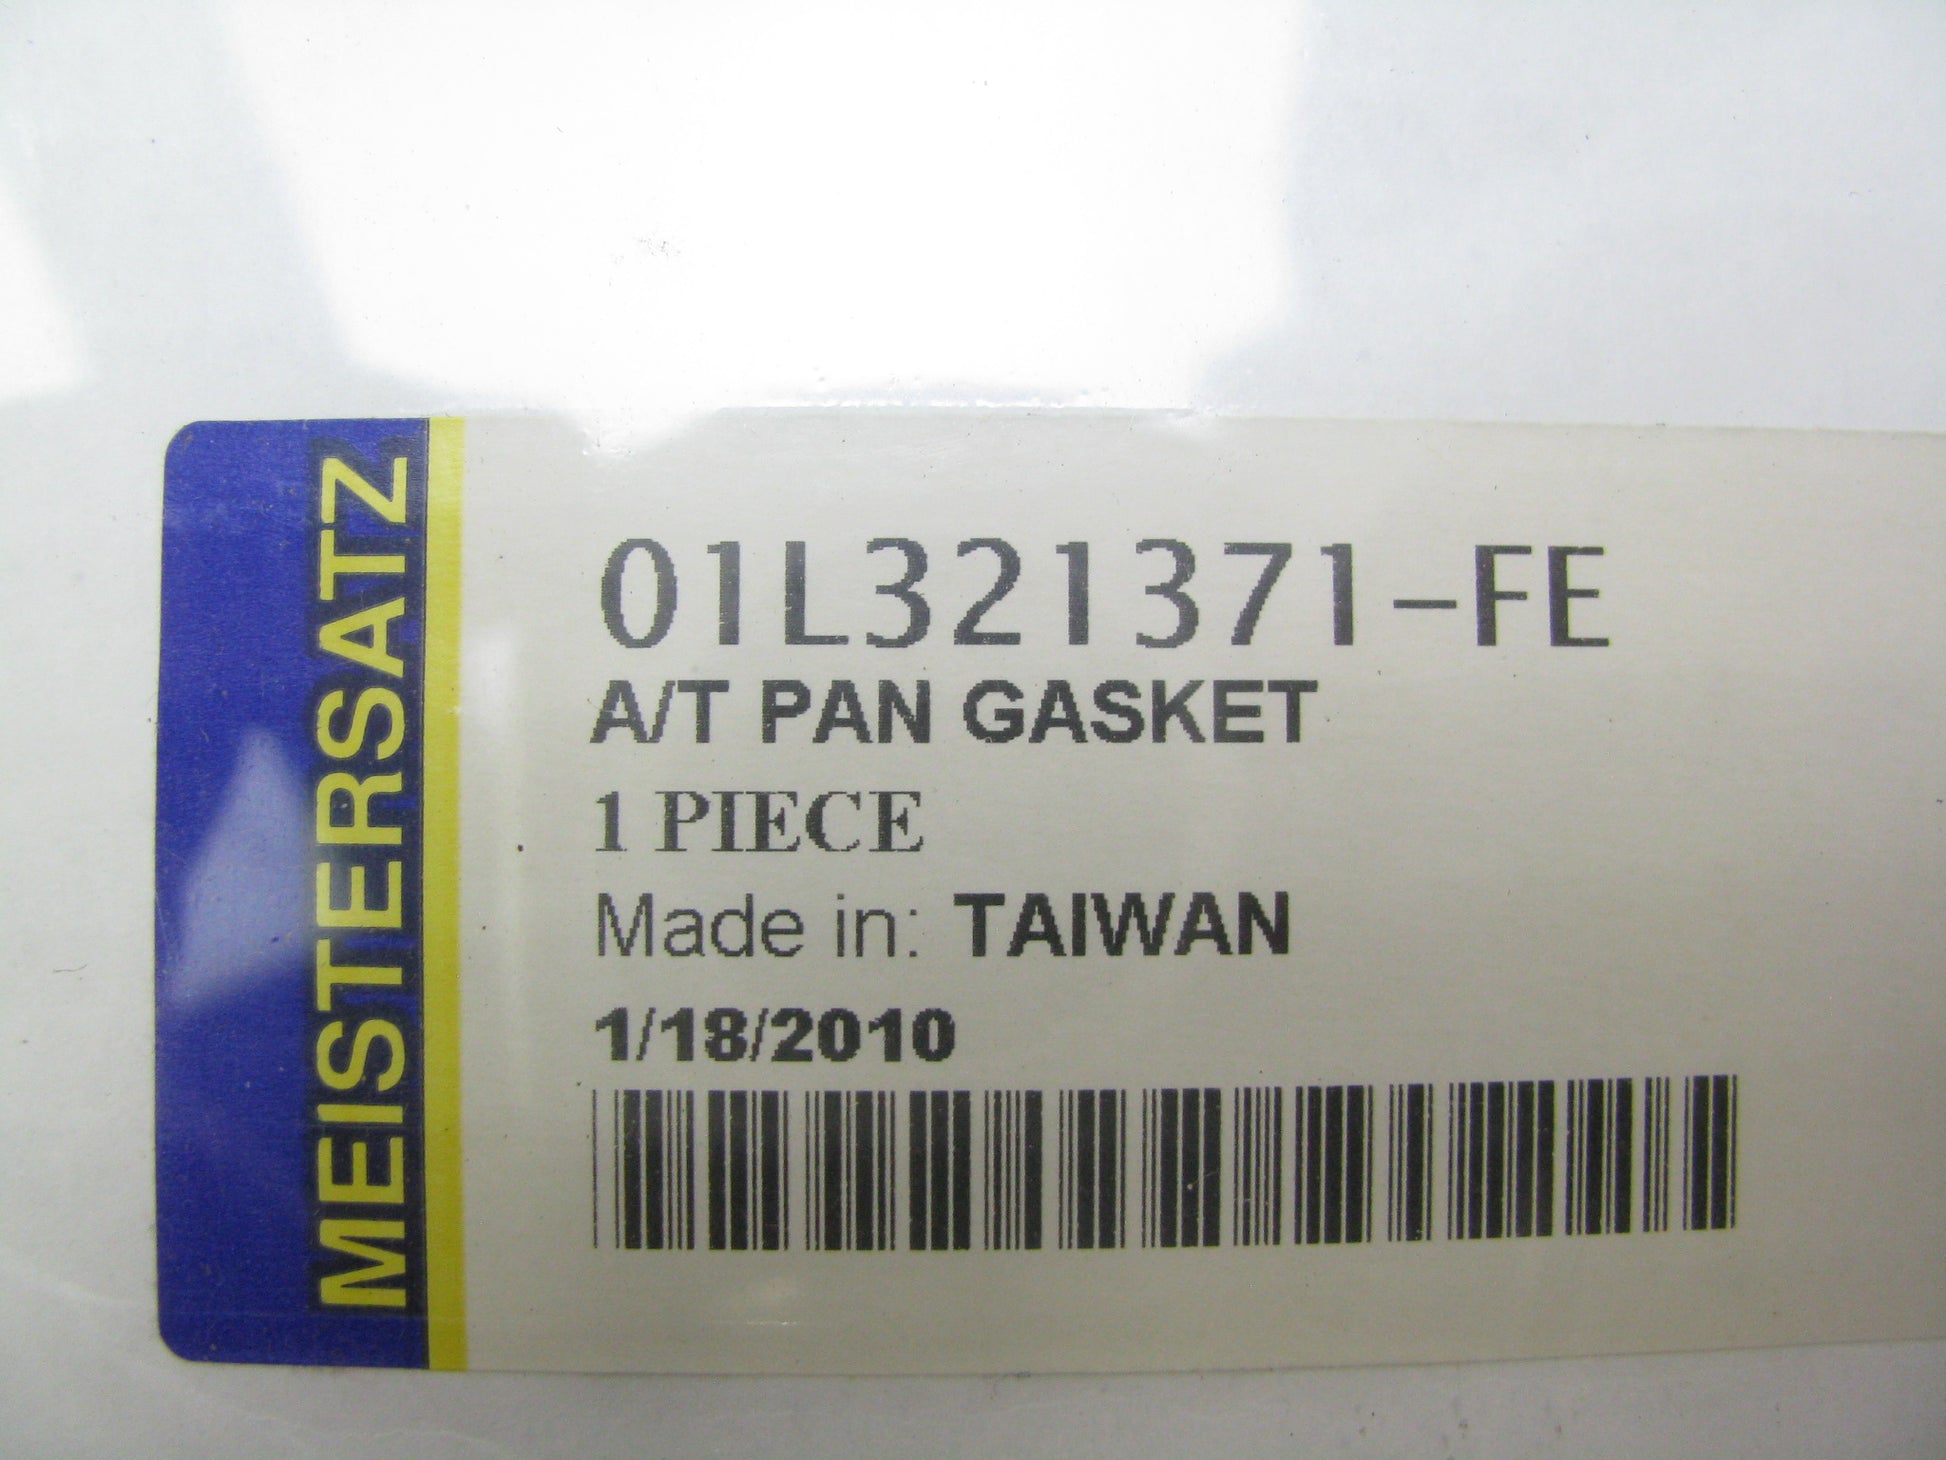 MEISTERSATZ
01L321371-FE
A/T PAN GASKET
1 PIECE
Made in: TAIWAN
1/18/2010